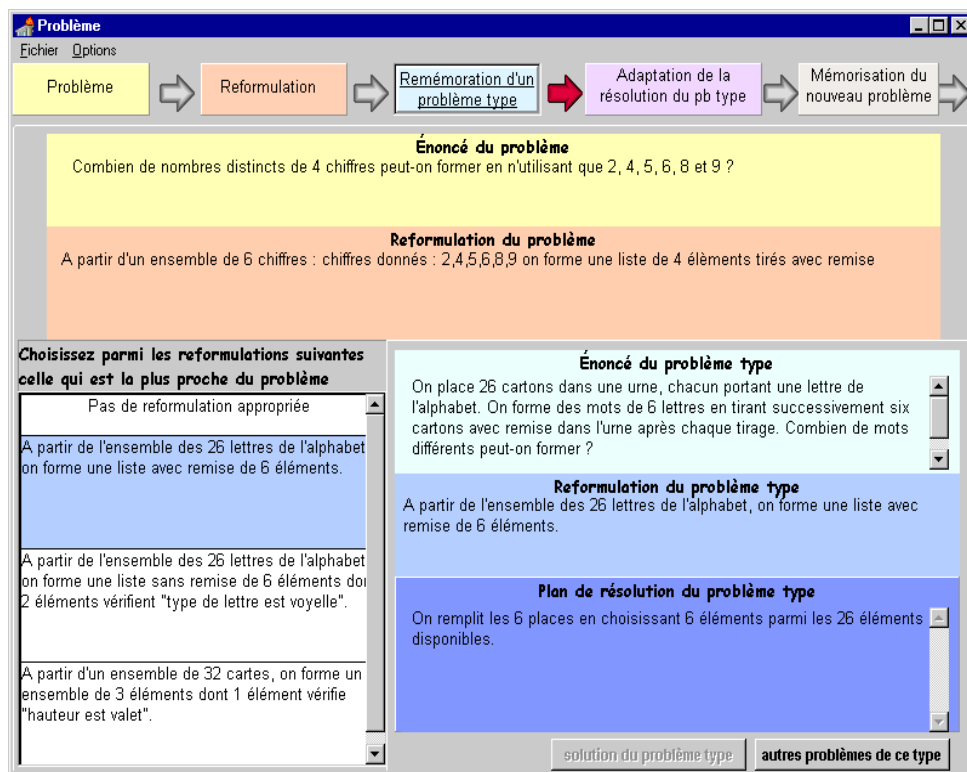 Problème
Fichier Options
Problème
Reformulation
Remémoration d'un
problème type
Adaptation de la
résolution du pb type
Mémorisation du
nouveau problème
Énoncé du problème
Combien de nombres distincts de 4 chiffres peut-on former en n'utilisant que 2, 4, 5, 6, 8 et 9 ?
Reformulation du problème
A partir d'un ensemble de 6 chiffres : chiffres donnés : 2,4,5,6,8,9 on forme une liste de 4 élèments tirés avec remise
Choisissez parmi les reformulations suivantes
celle qui est la plus proche du problème
Pas de reformulation appropriée
A partir de l'ensemble des 26 lettres de l'alphabet
on forme une liste avec remise de 6 éléments.
A partir de l'ensemble des 26 lettres de l'alphabet
on forme une liste sans remise de 6 éléments do
2 éléments vérifient "type de lettre est voyelle".
A partir d'un ensemble de 32 cartes, on forme un
ensemble de 3 éléments dont 1 élément vérifie
"hauteur est valet".
Énoncé du problème type
On place 26 cartons dans une urne, chacun portant une lettre de
l'alphabet. On forme des mots de 6 lettres en tirant successivement six
cartons avec remise dans l'urne après chaque tirage. Combien de mots
différents peut-on former ?
Reformulation du problème type
A partir de l'ensemble des 26 lettres de l'alphabet, on forme une liste avec
remise de 6 éléments.
Plan de résolution du problème type
On remplit les 6 places en choisissant 6 éléments parmi les 26 éléments
disponibles.
solution du problème type
autres problèmes de ce type